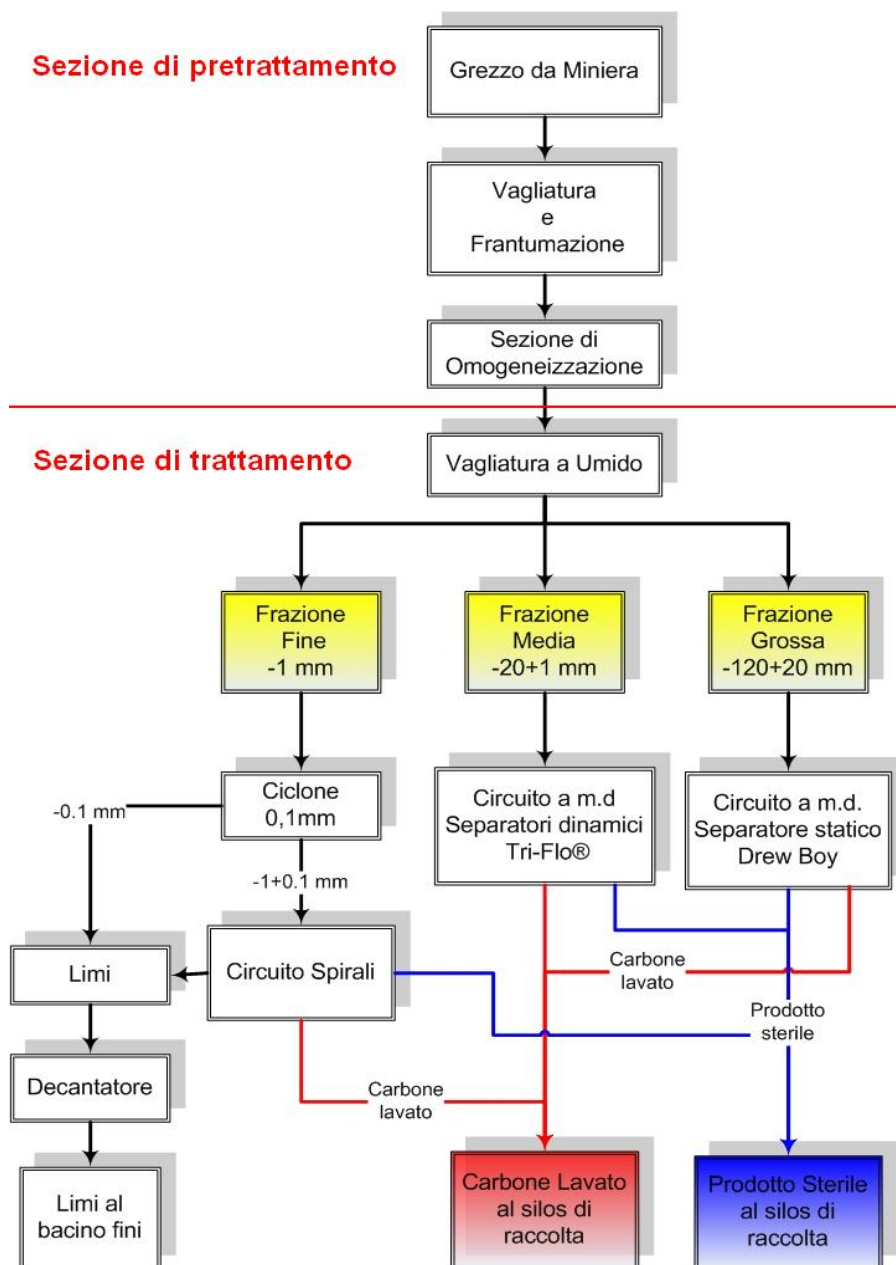 Sezione di pretrattamento
Grezzo da Miniera
Vagliatura
e
Frantumazione
Sezione di
Omogeneizzazione
Sezione di trattamento
Vagliatura a Umido
Frazione
Fine
-1 mm
Frazione
Media
-20+1 mm
Frazione
Grossa
-120+20 mm
Ciclone
0,1mm
Circuito a m.d
Separatori dinamici
Tri-Flo®
Circuito a m.d.
Separatore statico
Drew Boy
-0.1 mm
-1+0.1 mm
Limi
Circuito Spirali
Carbone
lavato
Prodotto
sterile
Decantatore
Carbone
lavato
Limi al
bacino fini
Carbone Lavato
al silos di
raccolta
Prodotto Sterile
al silos di
raccolta